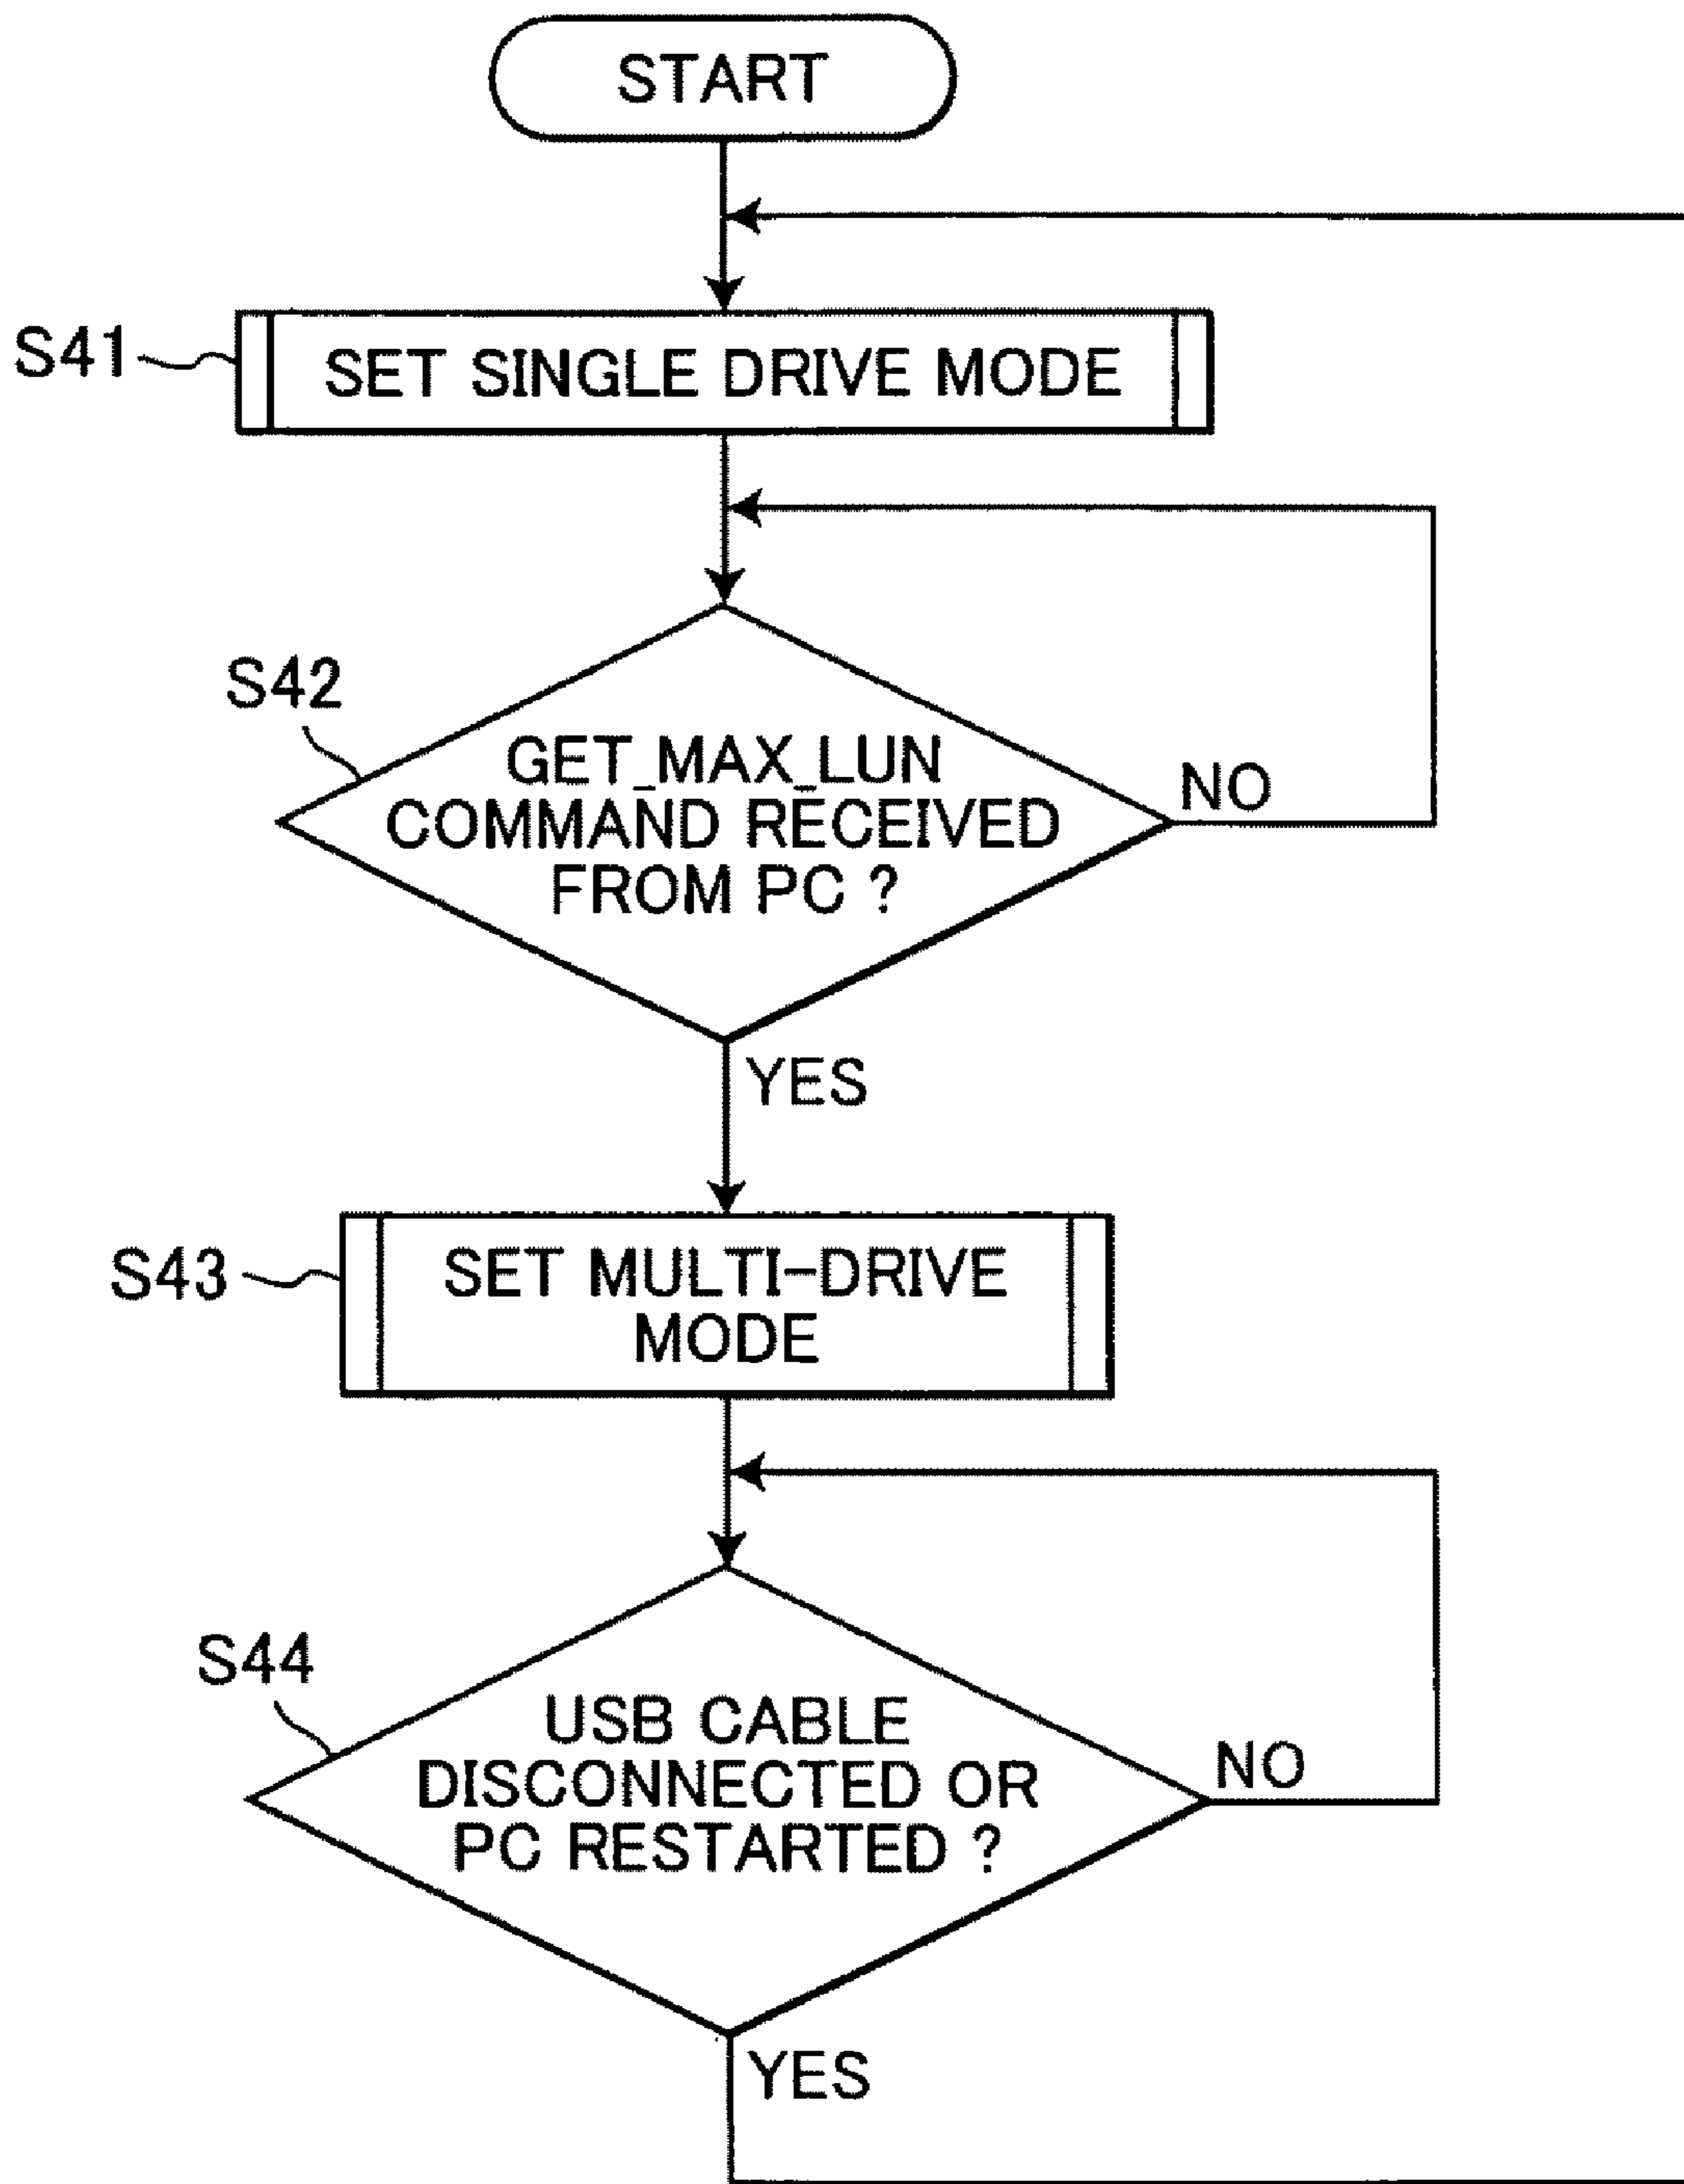 START
S41
SET SINGLE DRIVE MODE
S42
GET_MAX_LUN
COMMAND RECEIVED
FROM PC ?
NO
YES
S43
SET MULTI-DRIVE
MODE
S44
USB CABLE
DISCONNECTED OR
PC RESTARTED ?
NO
YES